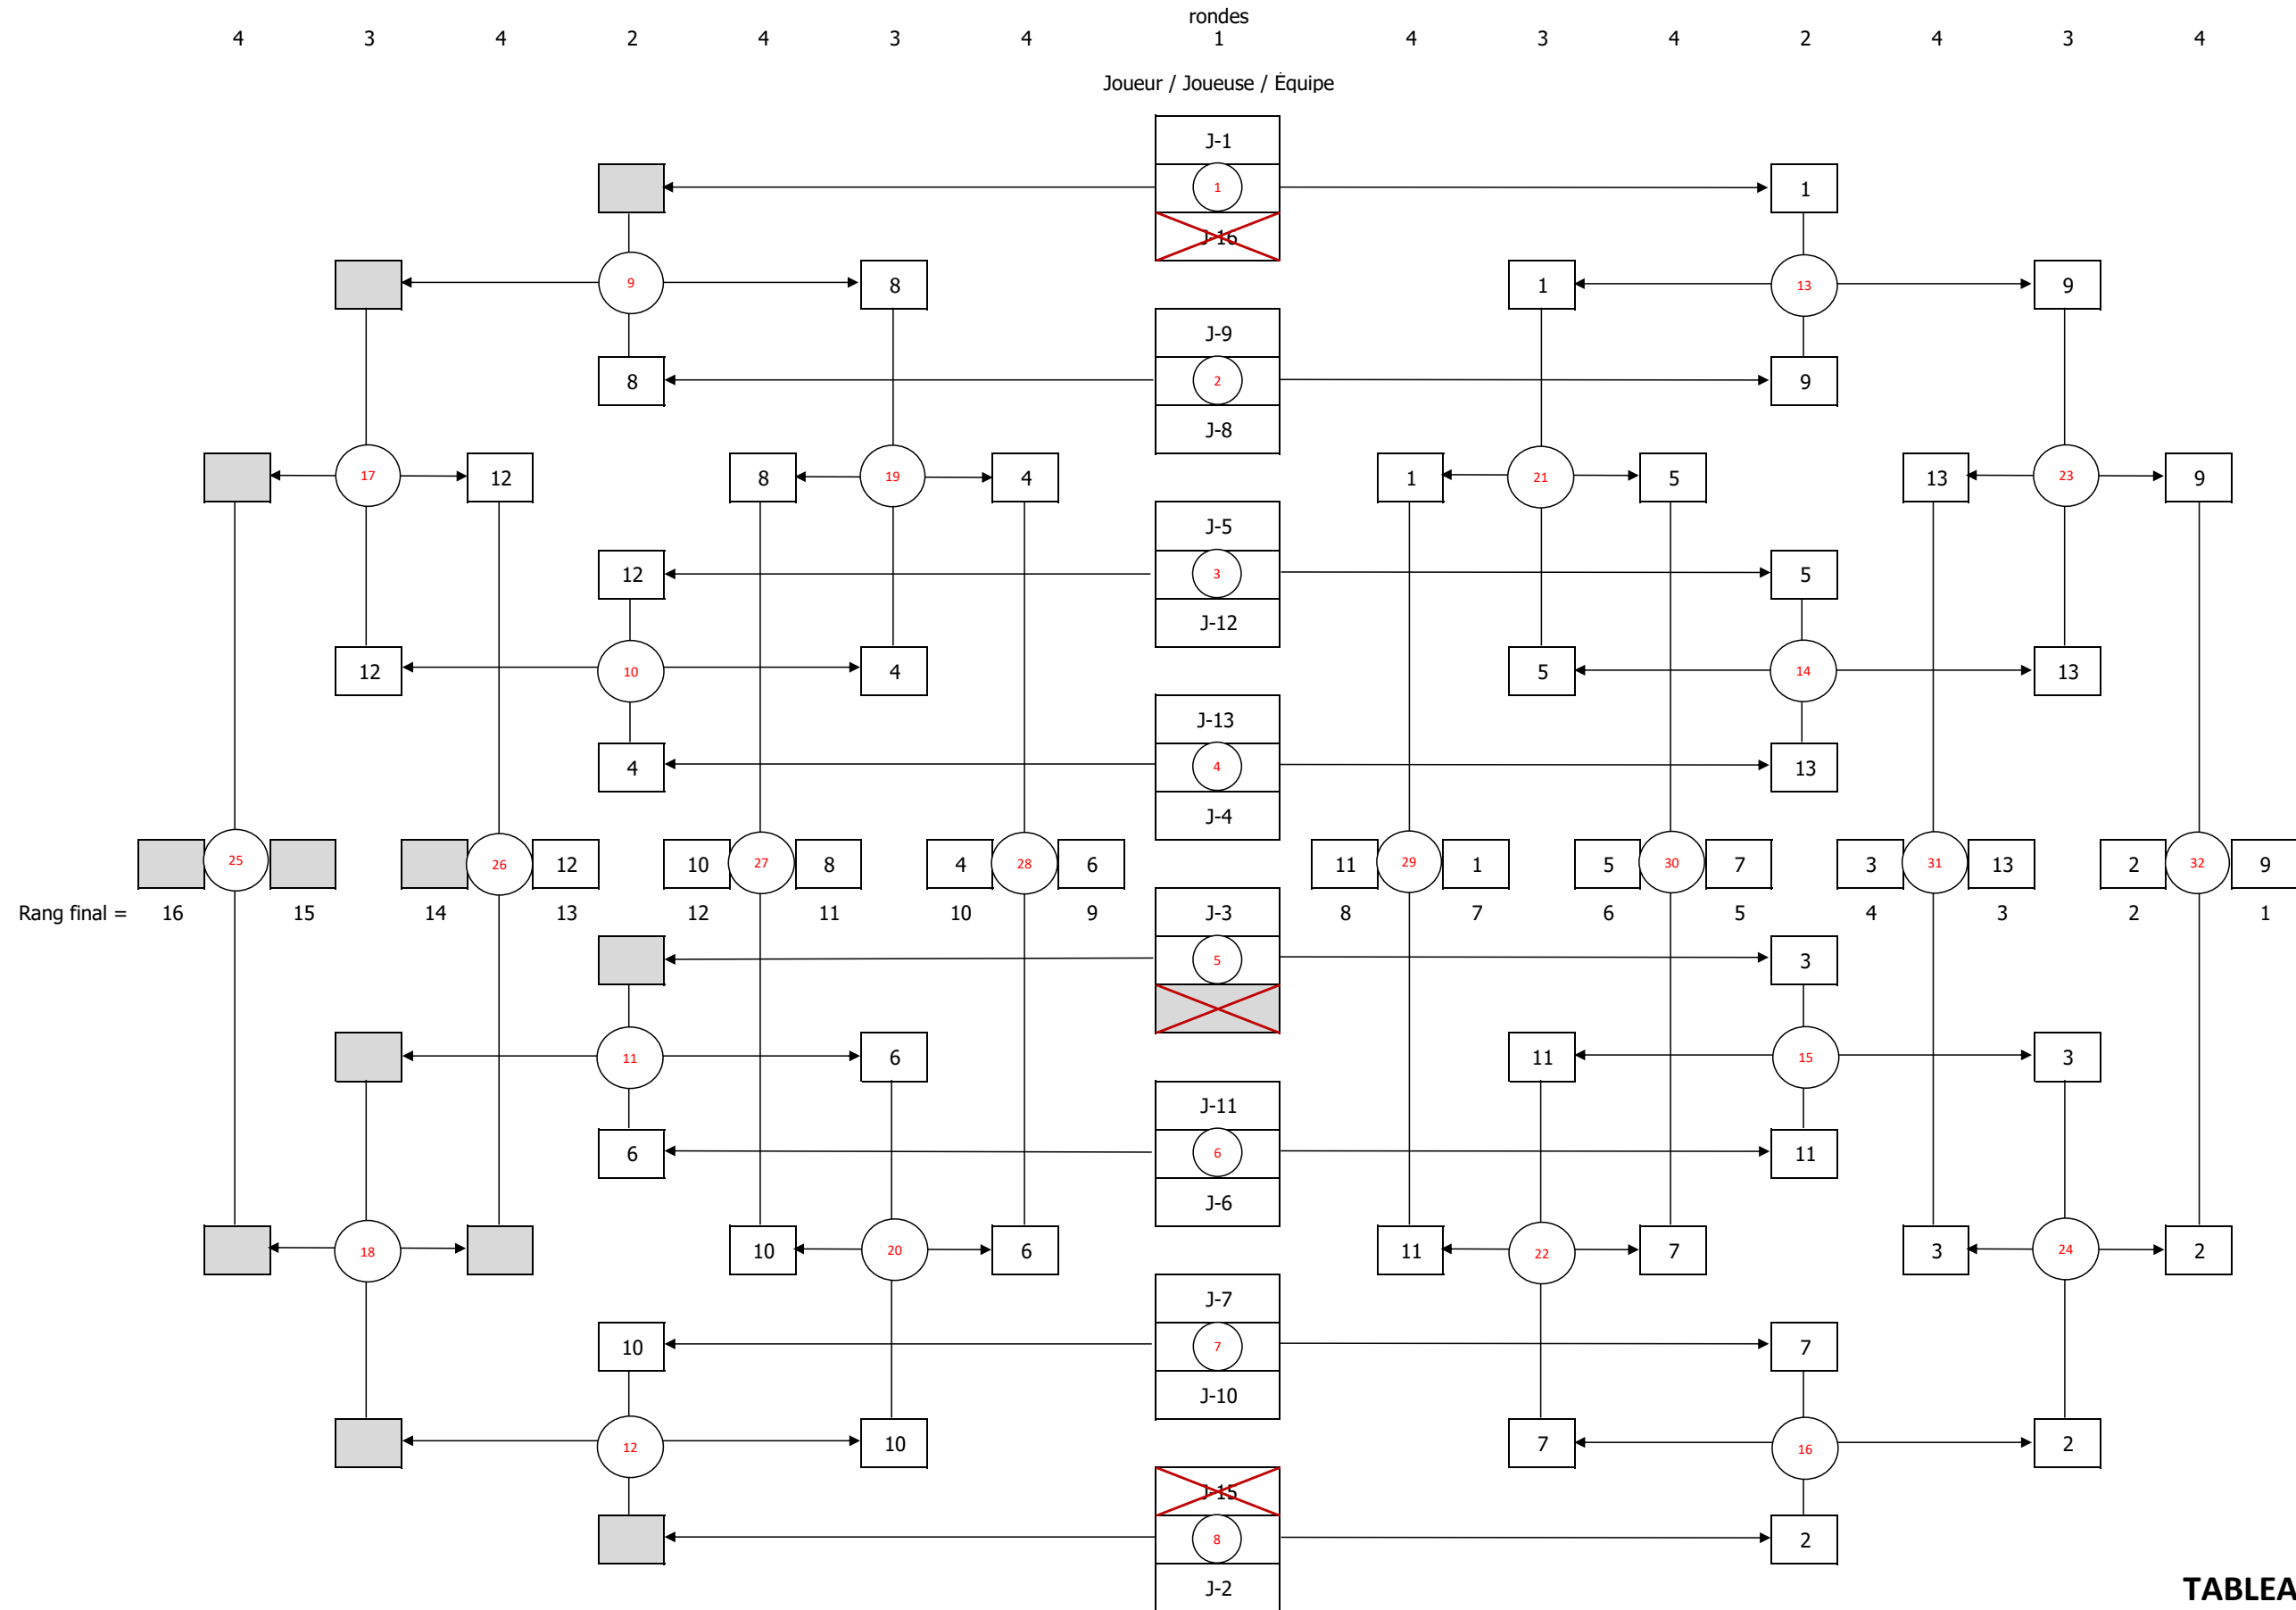 rondes
4 3 4 2 4 3 4 1 4 3 4 2 4 3 4
Joueur / Joueuse / Équipe
J-1
1 1
J-16
9 8 1 13 9
J-9
8 2 9
J-8
17 12 8 19 4 1 21 5 13 23 9
J-5
12 3 5
J-12
12 10 4 5 14 13
J-13
4 4 13
J-4
25 26 12 10 27 8 4 28 6 11 29 1 5 30 7 3 31 13 2 32 9
Rang final = 16 15 14 13 12 11 10 9 J-3 8 7 6 5 4 3 2 1
5 3
11 6 11 15 3
J-11
6 6 11
J-6
18 10 20 6 11 22 7 3 24 2
J-7
10 7 7
J-10
12 10 7 16 2
J-15
8 2
J-2
TABLEA